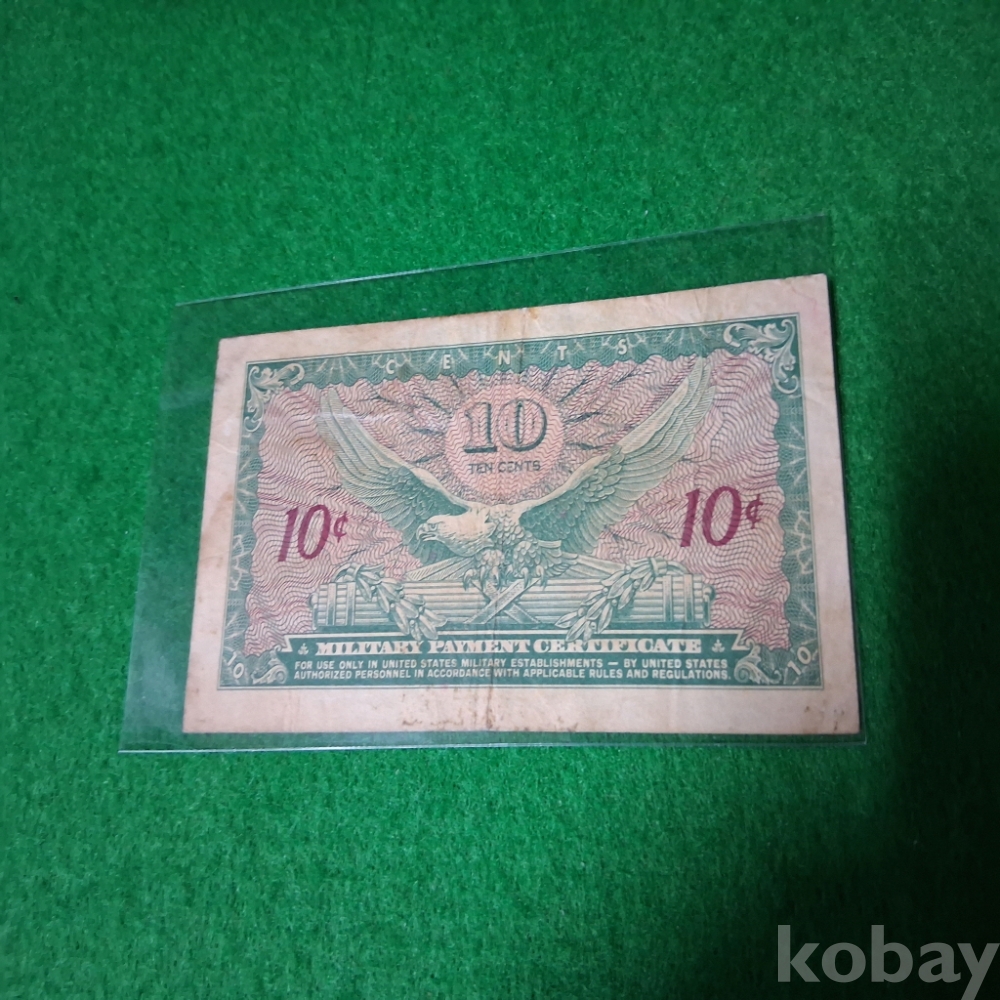 CENTS
10
TEN CENTS
10¢ 10¢
MILITARY PAYMENT CERTIFICATE
FOR USE ONLY IN UNITED STATES MILITARY ESTABLISHMENTS — BY UNITED STATES
AUTHORIZED PERSONNEL IN ACCORDANCE WITH APPLICABLE RULES AND REGULATIONS.
10 10
kobay